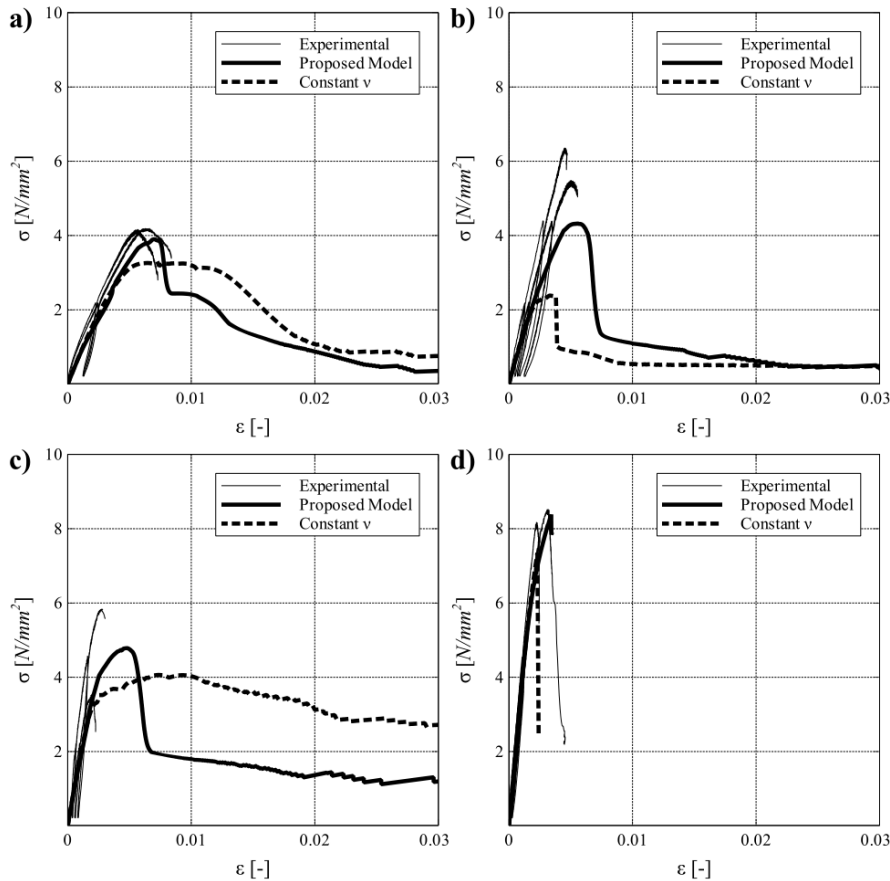 a)
10
8
6
4
2
σ [N/mm²]
Experimental
Proposed Model
Constant ν
0
0.01
0.02
0.03
ε [-]
b)
10
8
6
4
2
σ [N/mm²]
Experimental
Proposed Model
Constant ν
0
0.01
0.02
0.03
ε [-]
c)
10
8
6
4
2
σ [N/mm²]
Experimental
Proposed Model
Constant ν
0
0.01
0.02
0.03
ε [-]
d)
10
8
6
4
2
σ [N/mm²]
Experimental
Proposed Model
Constant ν
0
0.01
0.02
0.03
ε [-]